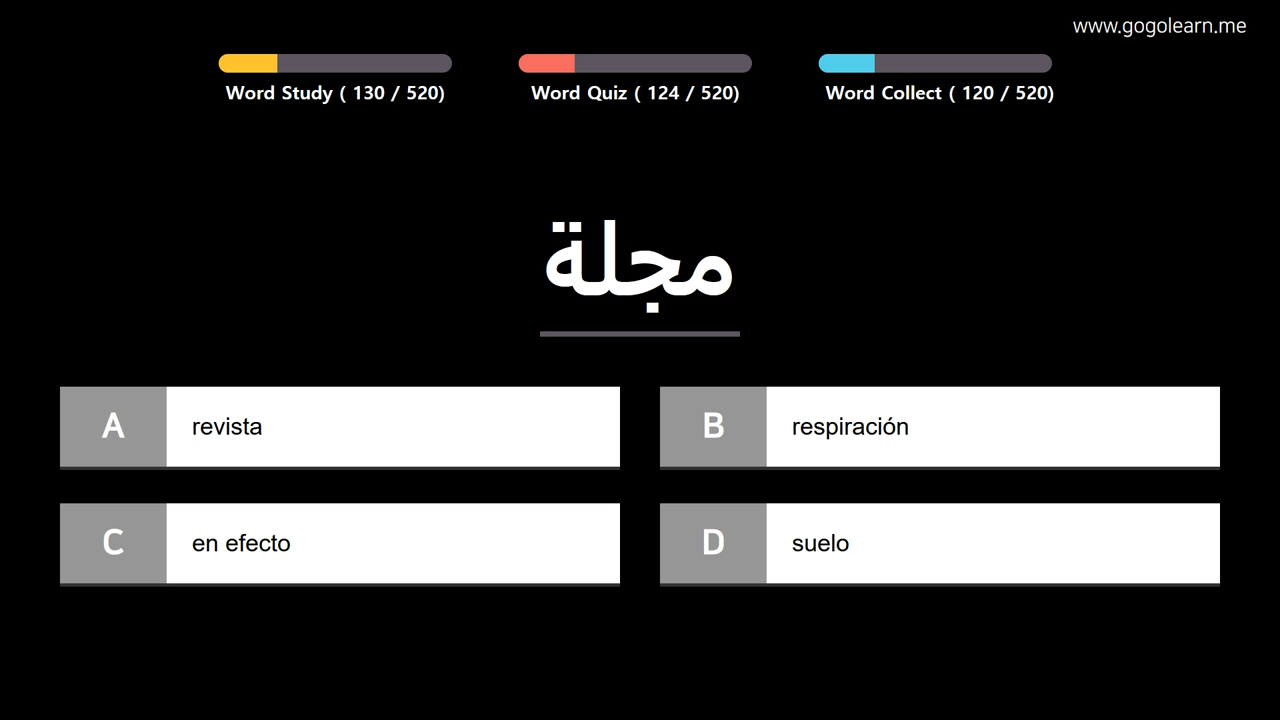 www.gogolearn.me
Word Study ( 130 / 520)
Word Quiz ( 124 / 520)
Word Collect ( 120 / 520)
مجلة
A revista
B respiración
C en efecto
D suelo